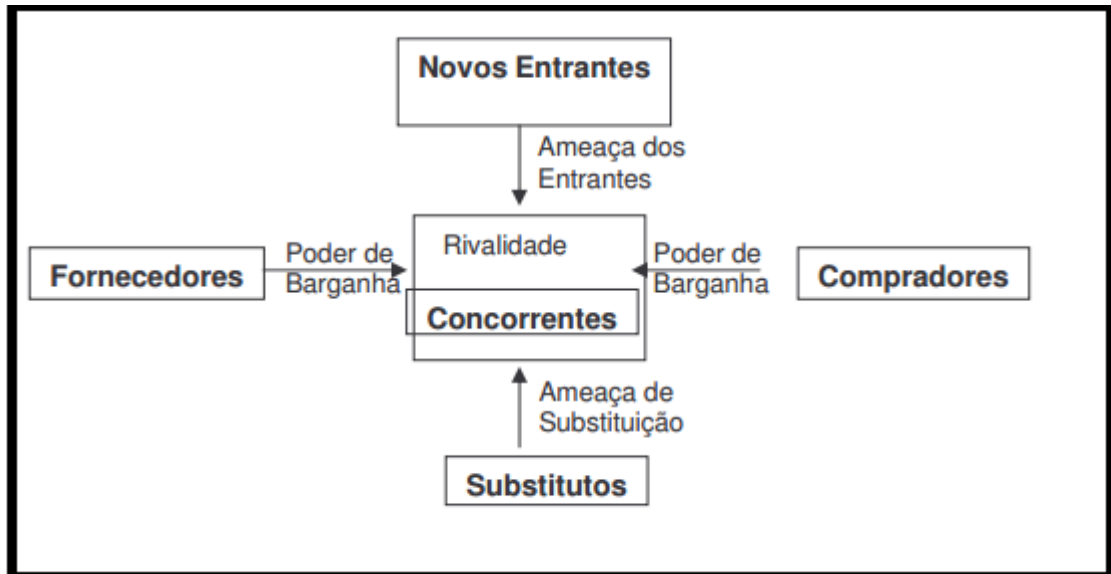 Novos Entrantes
Ameaça dos
Entrantes
Fornecedores
Poder de
Barganha
Rivalidade
Concorrentes
Poder de
Barganha
Compradores
Ameaça de
Substituição
Substitutos